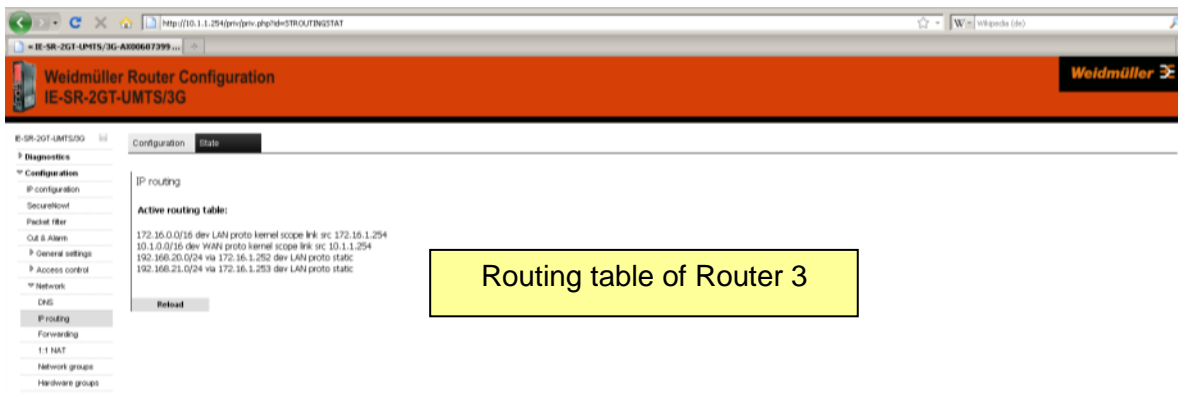 http://10.1.1.254/priv/priv.php?id=STROUTINGSTAT
Wikipedia (de)
IE-SR-2GT-UMTS/3G-AX00687399 ...
Weidmüller Router Configuration
IE-SR-2GT-UMTS/3G
Weidmüller
IE-SR-2GT-UMTS/3G
Configuration State
Diagnostics
Configuration
IP configuration
SecureNow!
Packet filter
Cut & Alarm
General settings
Access control
Network
DNS
IP routing
Forwarding
1:1 NAT
Network groups
Hardware groups
IP routing
Active routing table:
172.16.0.0/16 dev LAN proto kernel scope link src 172.16.1.254
10.1.0.0/16 dev WAN proto kernel scope link src 10.1.1.254
192.168.20.0/24 via 172.16.1.252 dev LAN proto static
192.168.21.0/24 via 172.16.1.253 dev LAN proto static
Reload
Routing table of Router 3